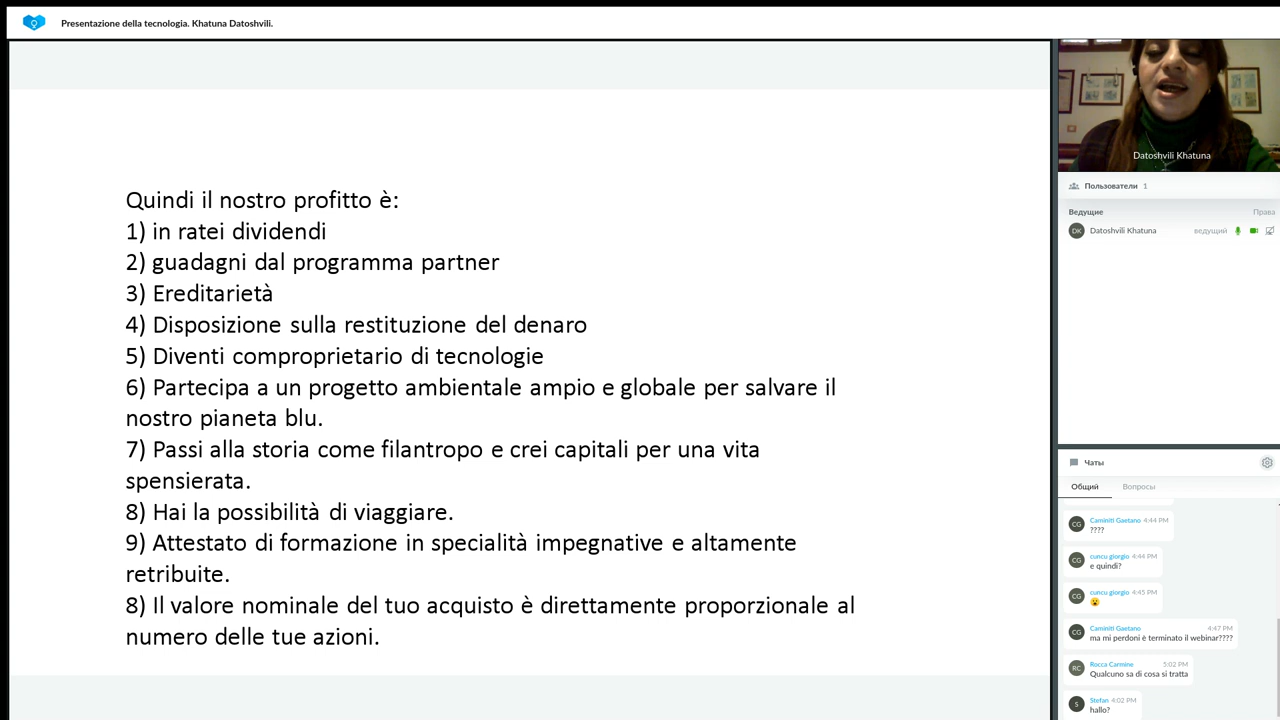 Presentazione della tecnologia. Khatuna Datoshvili.
Quindi il nostro profitto è:
1) in ratei dividendi
2) guadagni dal programma partner
3) Ereditarietà
4) Disposizione sulla restituzione del denaro
5) Diventi comproprietario di tecnologie
6) Partecipa a un progetto ambientale ampio e globale per salvare il
nostro pianeta blu.
7) Passi alla storia come filantropo e crei capitali per una vita
spensierata.
8) Hai la possibilità di viaggiare.
9) Attestato di formazione in specialità impegnative e altamente
retribuite.
8) Il valore nominale del tuo acquisto è direttamente proporzionale al
numero delle tue azioni.
Datoshvili Khatuna
Пользователи 1
Ведущие Права
DK Datoshvili Khatuna ведущий
Чаты
Общий Вопросы
CG Caminiti Gaetano 4:44 PM
????
CG cuncu giorgio 4:44 PM
e quindi?
CG cuncu giorgio 4:45 PM
😮
CG Caminiti Gaetano 4:47 PM
ma mi perdoni è terminato il webinar????
RC Rocca Carmine 5:02 PM
Qualcuno sa di cosa si tratta
S Stefan 4:02 PM
hallo?